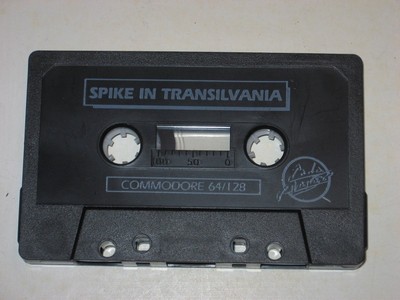 SPIKE IN TRANSILVANIA
100 50 0
COMMODORE 64/128